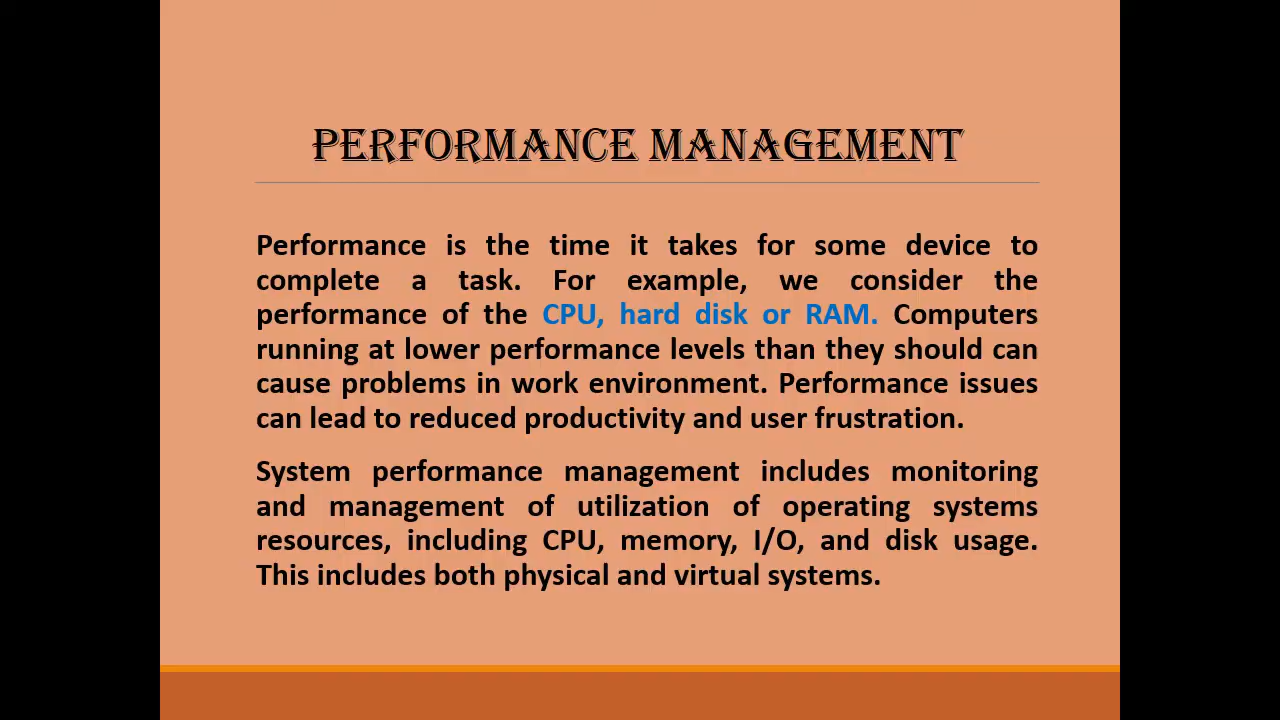 PERFORMANCE MANAGEMENT
Performance is the time it takes for some device to
complete a task. For example, we consider the
performance of the CPU, hard disk or RAM. Computers
running at lower performance levels than they should can
cause problems in work environment. Performance issues
can lead to reduced productivity and user frustration.
System performance management includes monitoring
and management of utilization of operating systems
resources, including CPU, memory, I/O, and disk usage.
This includes both physical and virtual systems.